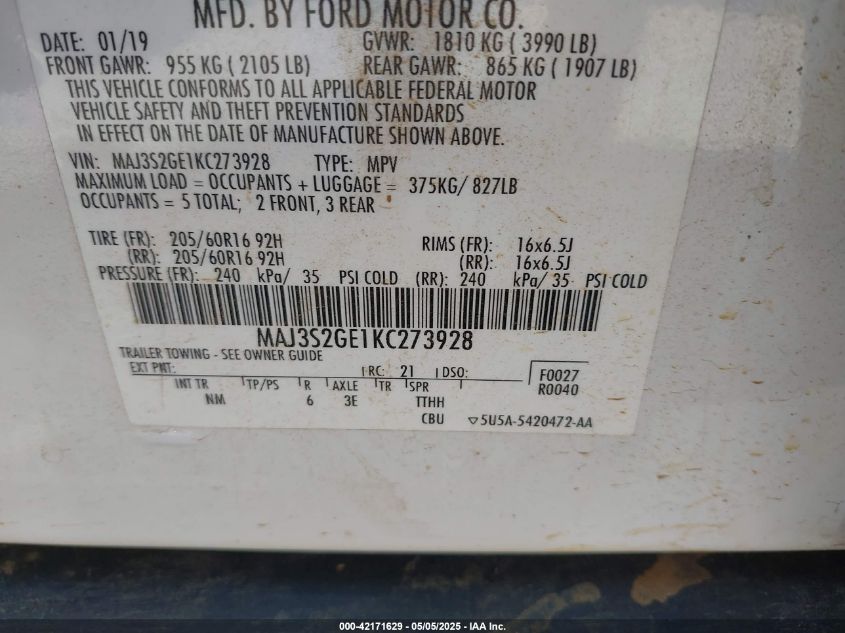 MFD. BY FORD MOTOR CO.
DATE: 01/19 GVWR: 1810 KG ( 3990 LB)
FRONT GAWR: 955 KG ( 2105 LB) REAR GAWR: 865 KG ( 1907 LB)
THIS VEHICLE CONFORMS TO ALL APPLICABLE FEDERAL MOTOR
VEHICLE SAFETY AND THEFT PREVENTION STANDARDS
IN EFFECT ON THE DATE OF MANUFACTURE SHOWN ABOVE.
VIN: MAJ3S2GE1KC273928 TYPE: MPV
MAXIMUM LOAD = OCCUPANTS + LUGGAGE = 375KG/ 827LB
OCCUPANTS = 5 TOTAL; 2 FRONT, 3 REAR
TIRE (FR): 205/60R16 92H RIMS (FR): 16x6.5J
(RR): 205/60R16 92H (RR): 16x6.5J
PRESSURE (FR): 240 kPa/ 35 PSI COLD (RR): 240 kPa/ 35 PSI COLD
MAJ3S2GE1KC273928
TRAILER TOWING - SEE OWNER GUIDE
EXT PNT: RC: 21 DSO: F0027
R0040
INT TR TP/PS R AXLE TR SPR
NM 6 3E TTHH
CBU ▽5U5A-5420472-AA
000-42171629 - 05/05/2025 - IAA Inc.